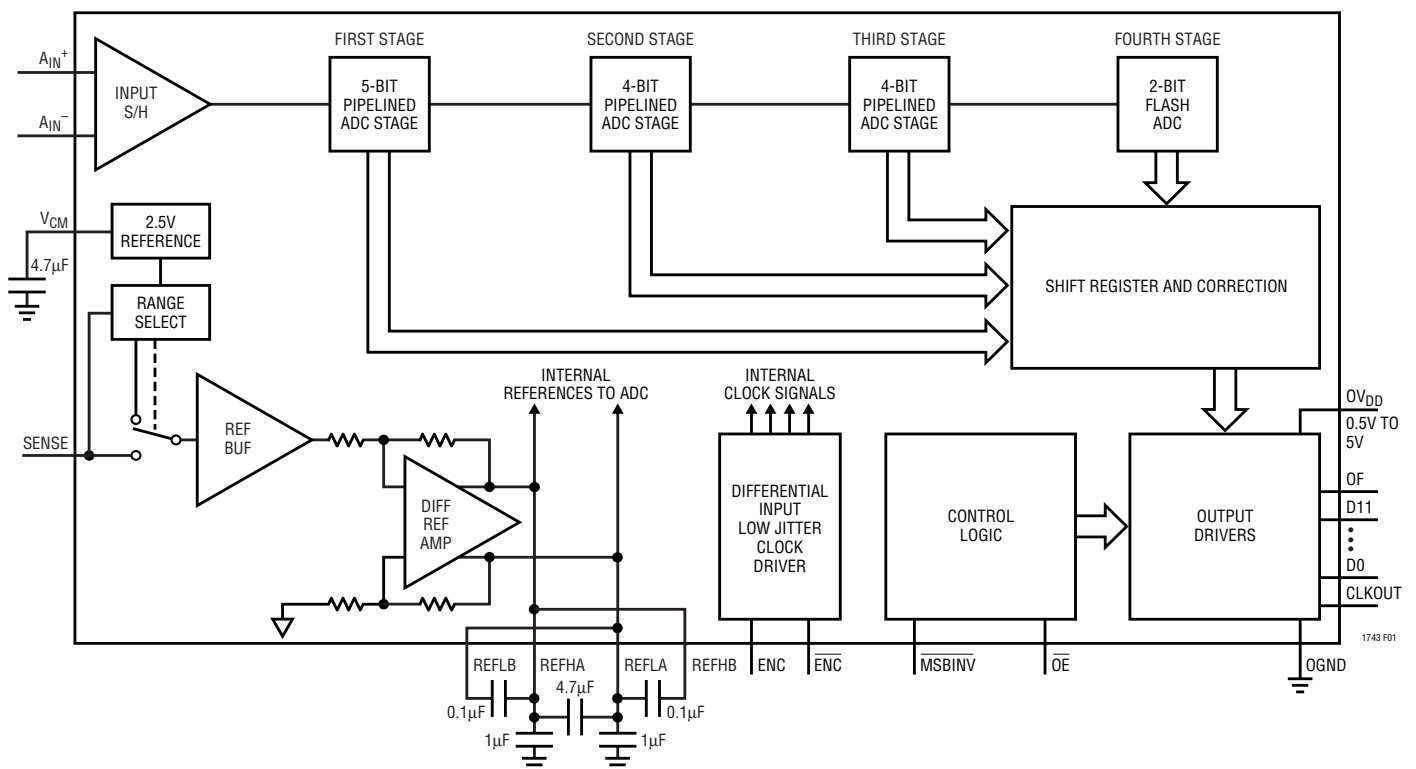 FIRST STAGE
SECOND STAGE
THIRD STAGE
FOURTH STAGE
AIN+
AIN−
INPUT
S/H
5-BIT
PIPELINED
ADC STAGE
4-BIT
PIPELINED
ADC STAGE
4-BIT
PIPELINED
ADC STAGE
2-BIT
FLASH
ADC
VCM
4.7µF
2.5V
REFERENCE
RANGE
SELECT
SHIFT REGISTER AND CORRECTION
SENSE
REF
BUF
DIFF
REF
AMP
INTERNAL
REFERENCES TO ADC
INTERNAL
CLOCK SIGNALS
DIFFERENTIAL
INPUT
LOW JITTER
CLOCK
DRIVER
CONTROL
LOGIC
OUTPUT
DRIVERS
OVDD
0.5V TO
5V
OF
D11
D0
CLKOUT
1743 F01
REFLB
REFHA
REFLA
REFHB
ENC
E̅N̅C̅
M̅S̅B̅I̅N̅V̅
O̅E̅
OGND
4.7µF
0.1µF
0.1µF
1µF
1µF